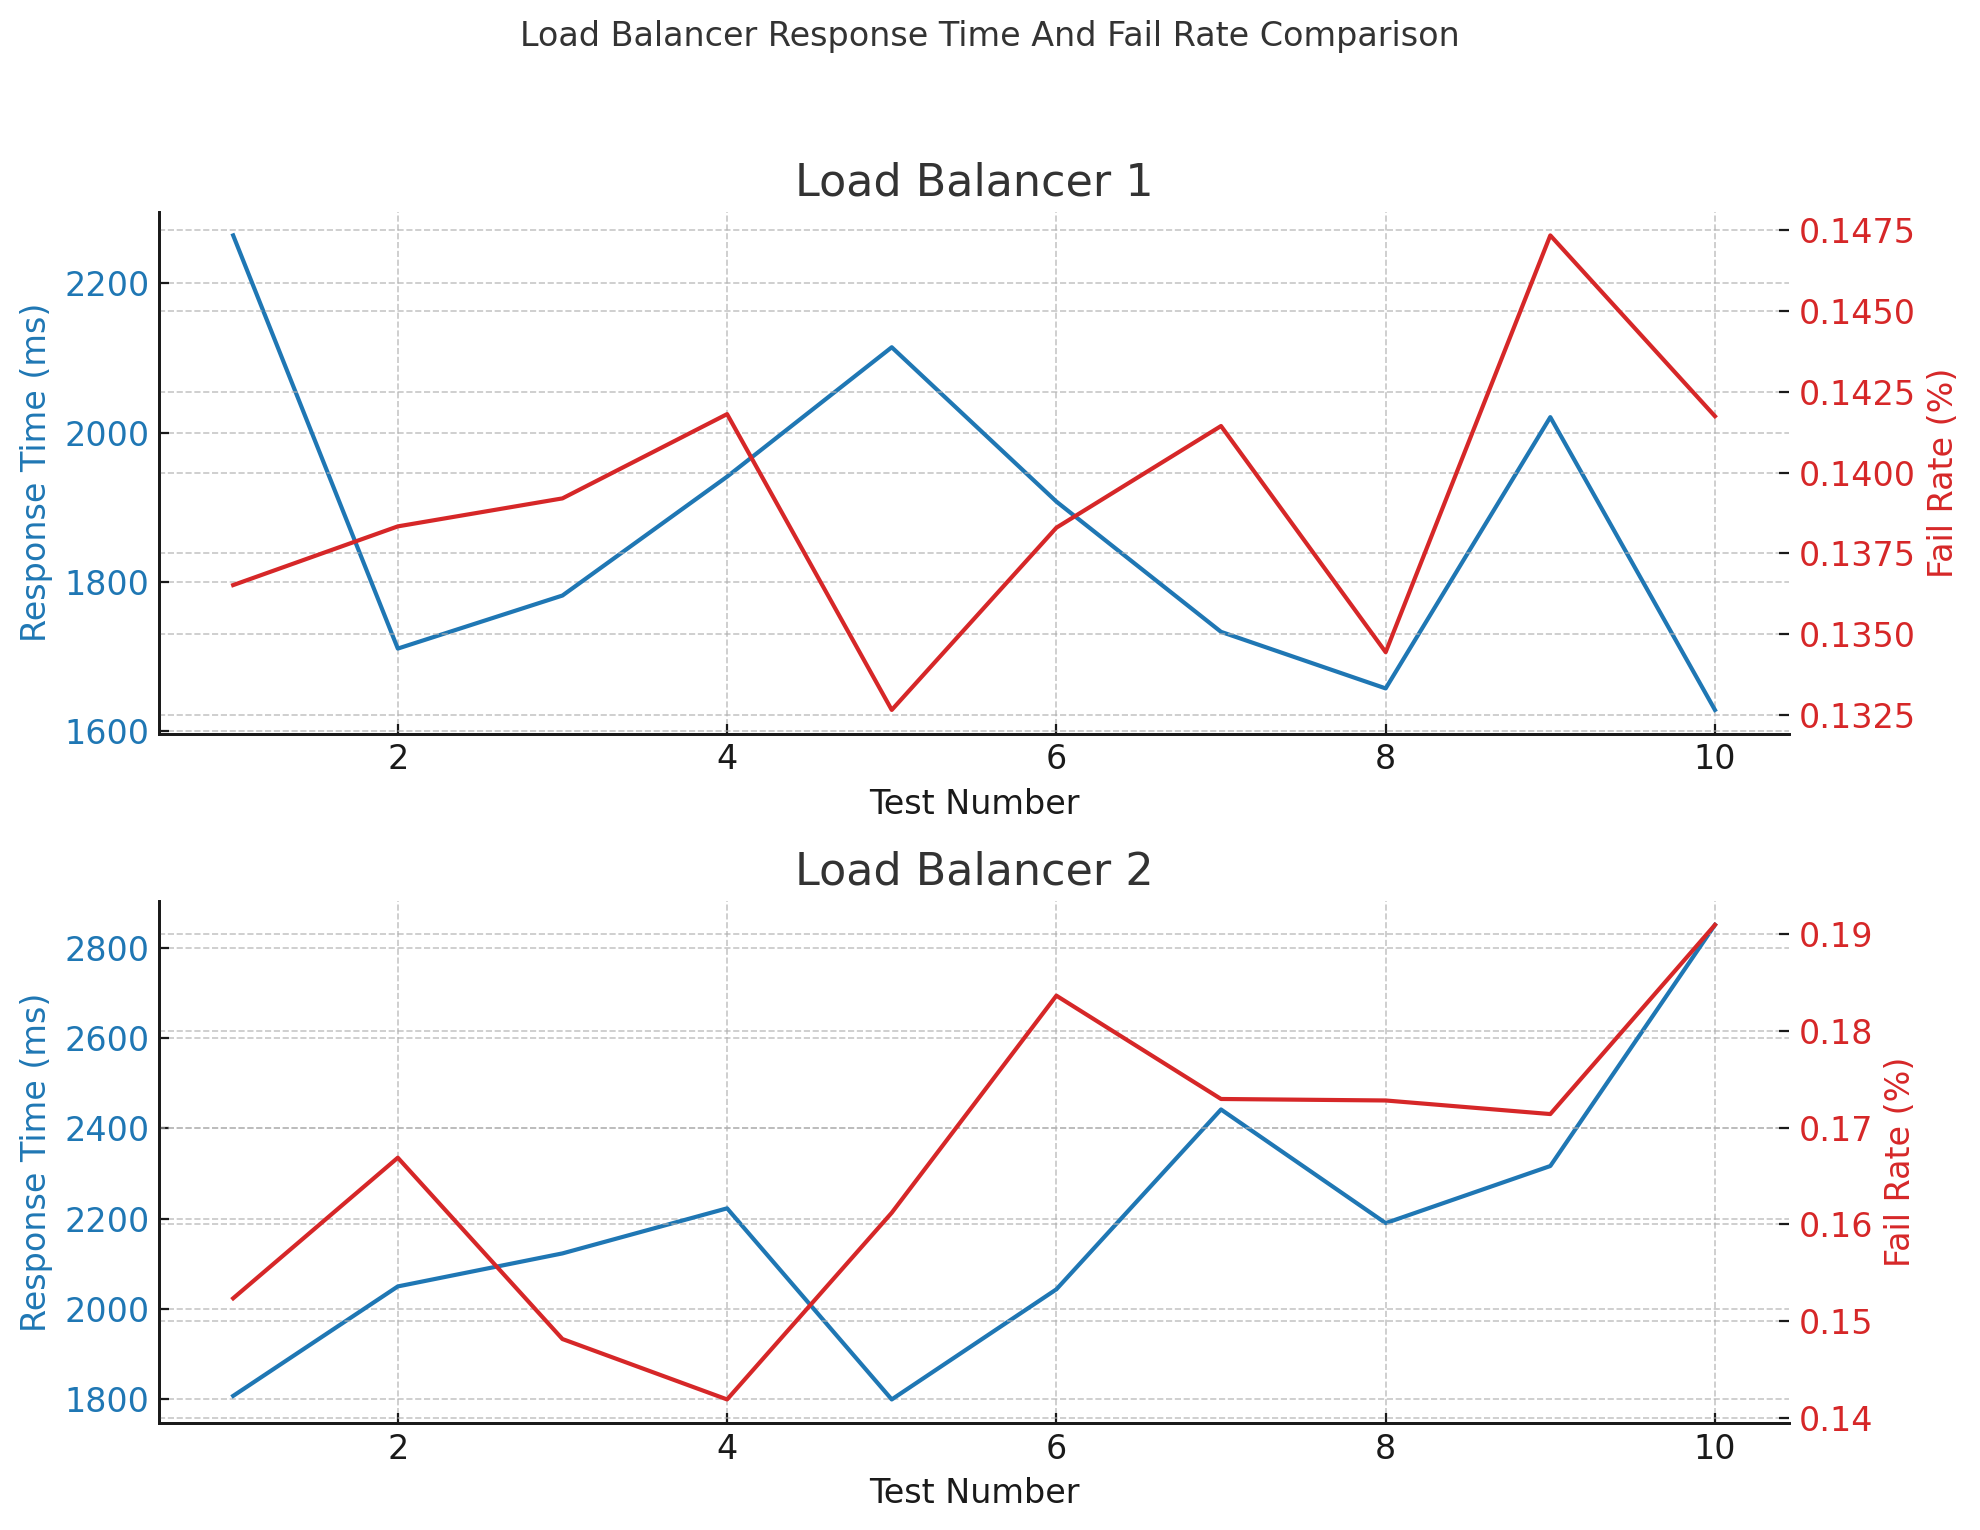 Load Balancer Response Time And Fail Rate Comparison
Load Balancer 1
Response Time (ms)
2200
2000
1800
1600
0.1475
0.1450
0.1425
0.1400
0.1375
0.1350
0.1325
Fail Rate (%)
2 4 6 8 10
Test Number
Load Balancer 2
Response Time (ms)
2800
2600
2400
2200
2000
1800
0.19
0.18
0.17
0.16
0.15
0.14
Fail Rate (%)
2 4 6 8 10
Test Number